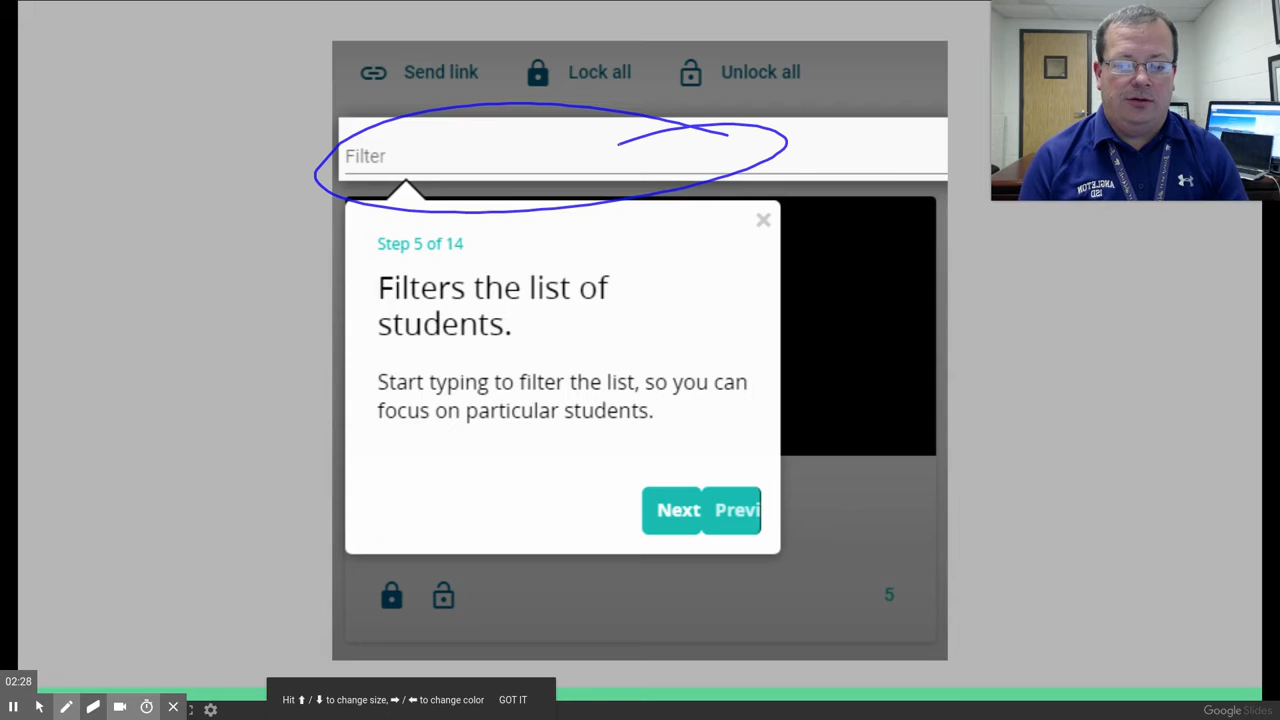 Send link
Lock all
Unlock all
Filter
Step 5 of 14
Filters the list of
students.
Start typing to filter the list, so you can
focus on particular students.
Next
Previ
5
ANGLETON
ISD
02:28
Hit ⬆ / ⬇ to change size, ➡ / ⬅ to change color
GOT IT
Google Slides